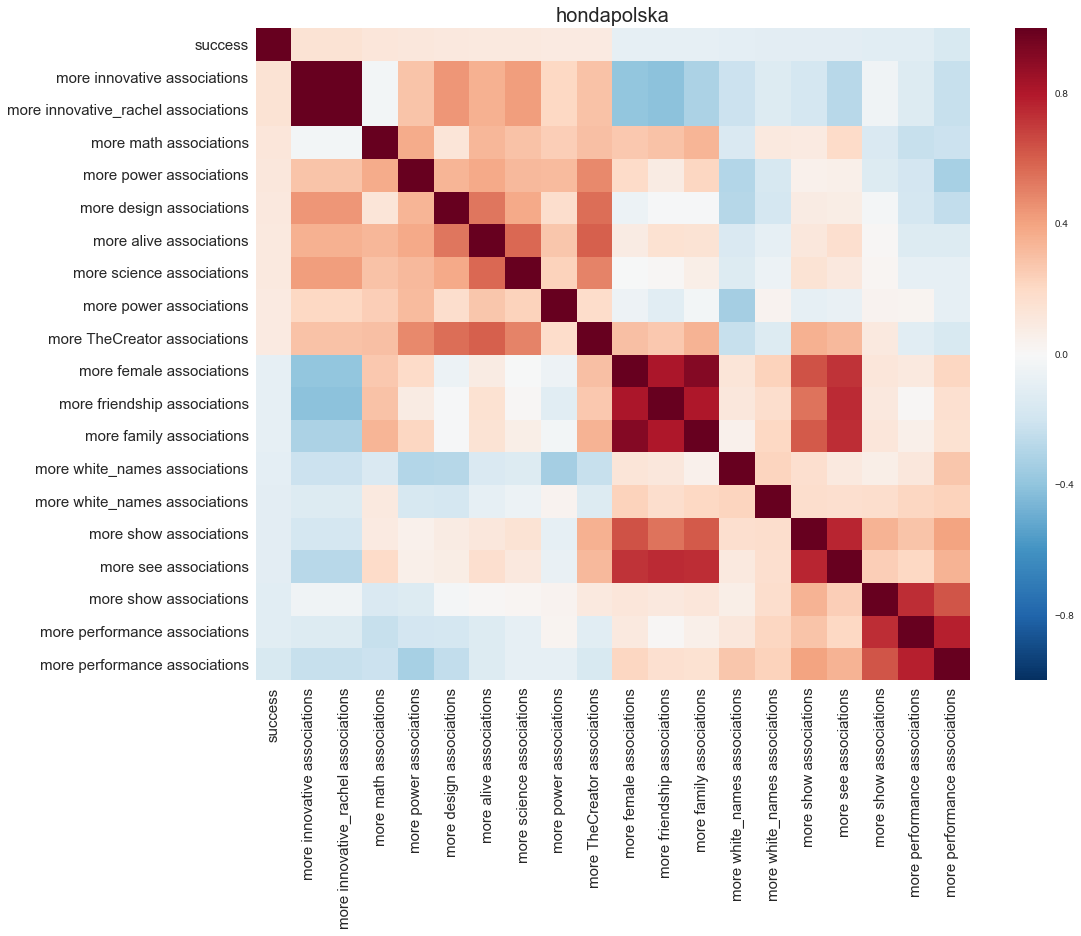 hondapolska
success
more innovative associations
more innovative_rachel associations
more math associations
more power associations
more design associations
more alive associations
more science associations
more power associations
more TheCreator associations
more female associations
more friendship associations
more family associations
more white_names associations
more white_names associations
more show associations
more see associations
more show associations
more performance associations
more performance associations
0.8
0.4
0.0
−0.4
−0.8
success
more innovative associations
more innovative_rachel associations
more math associations
more power associations
more design associations
more alive associations
more science associations
more power associations
more TheCreator associations
more female associations
more friendship associations
more family associations
more white_names associations
more white_names associations
more show associations
more see associations
more show associations
more performance associations
more performance associations